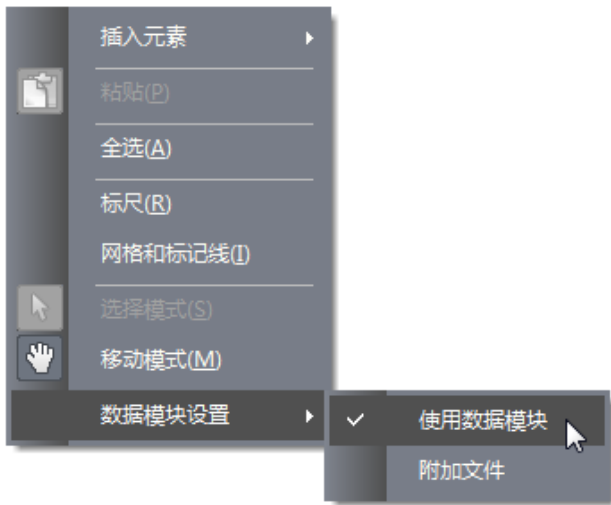 插入元素
粘贴(P)
全选(A)
标尺(R)
网格和标记线(I)
选择模式(S)
移动模式(M)
数据模块设置
使用数据模块
附加文件